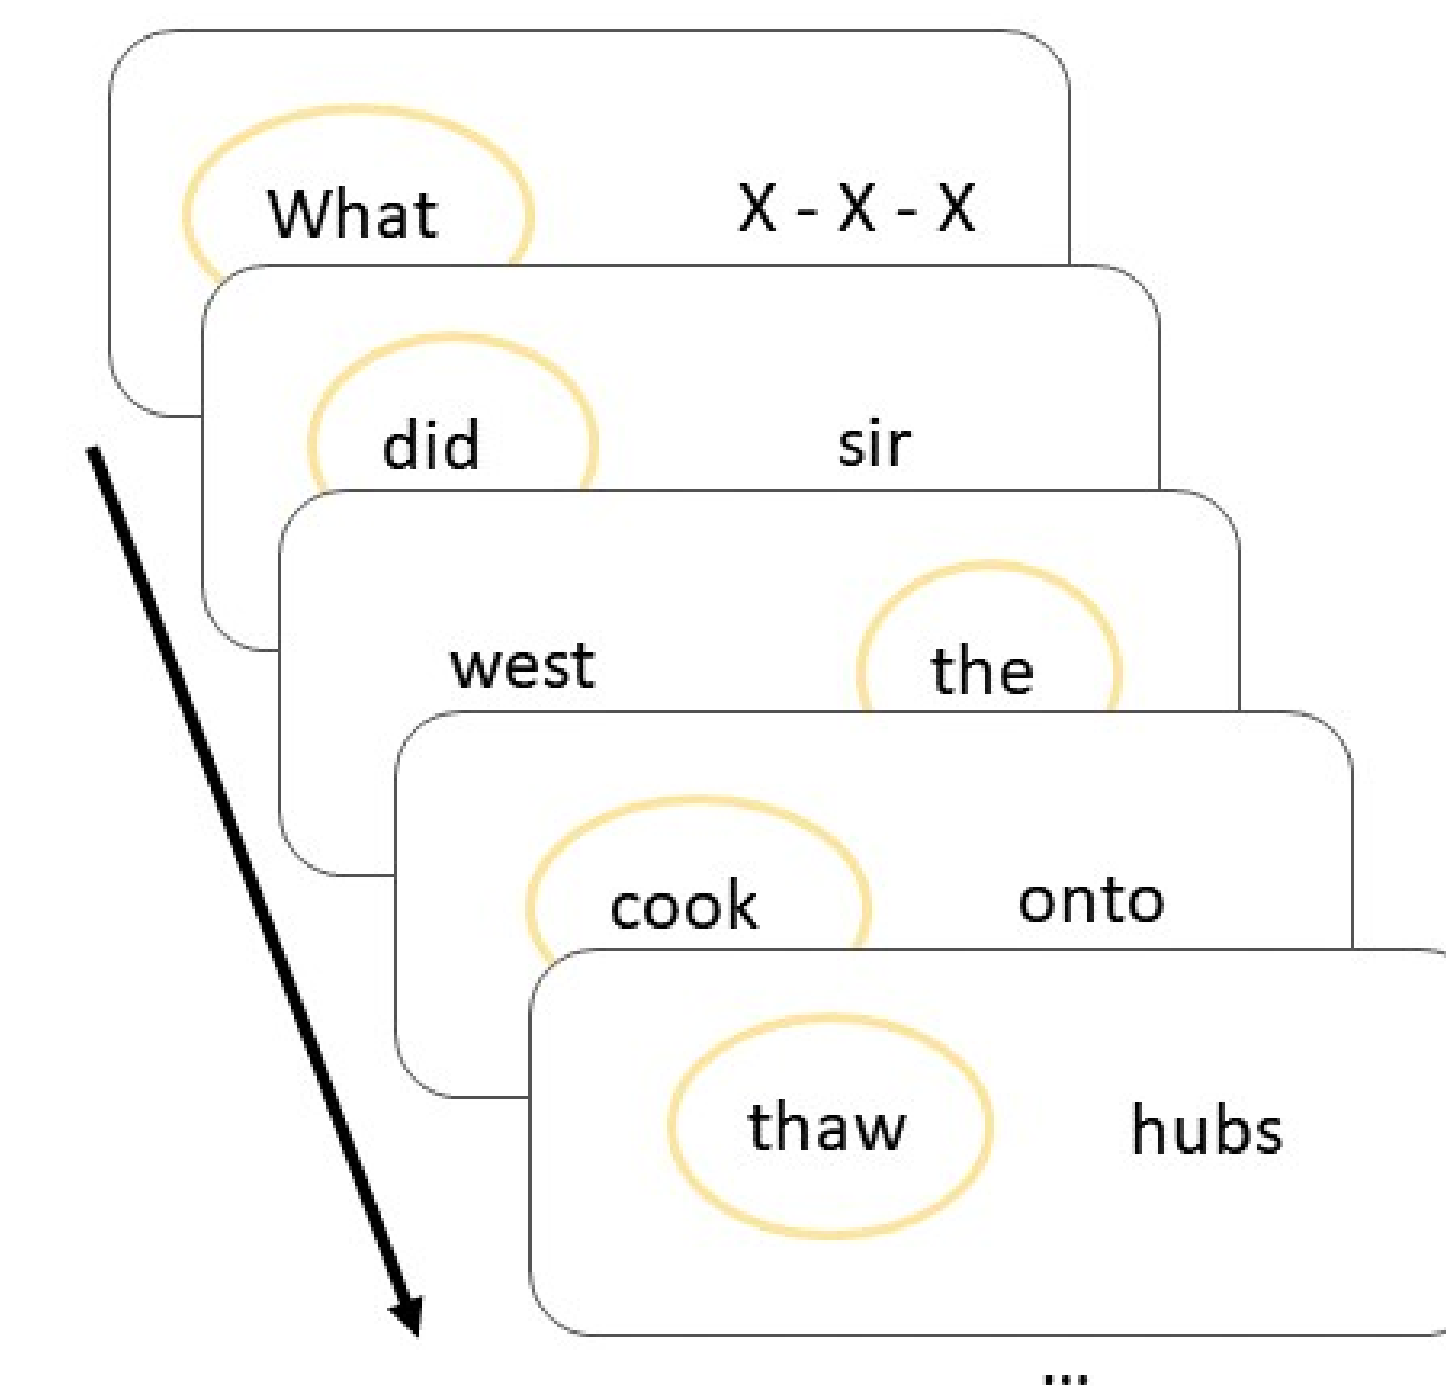 What X - X - X
did sir
west the
cook onto
thaw hubs
...